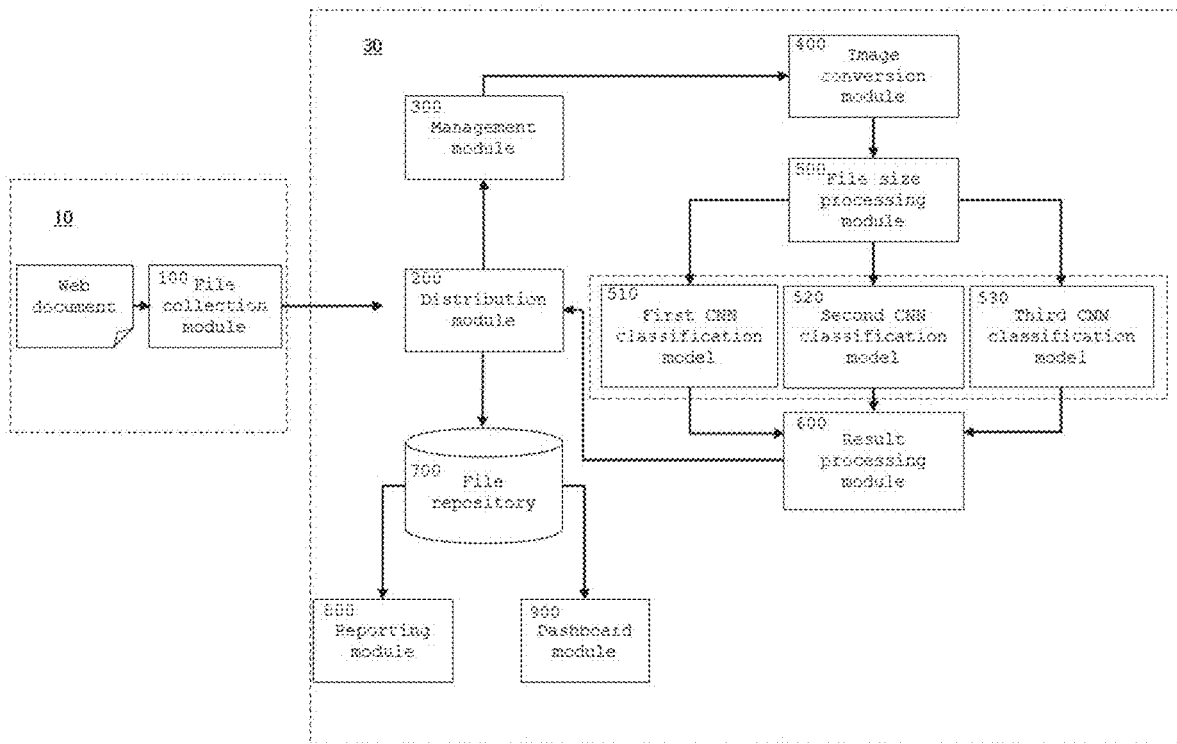 10
Web
document
100
File
collection
module
30
300
Management
module
200
Distribution
module
700
File
repository
800
Reporting
module
900
Dashboard
module
400
Image
conversion
module
500
File size
processing
module
510
First CNN
classification
model
520
Second CNN
classification
model
530
Third CNN
classification
model
600
Result
processing
module